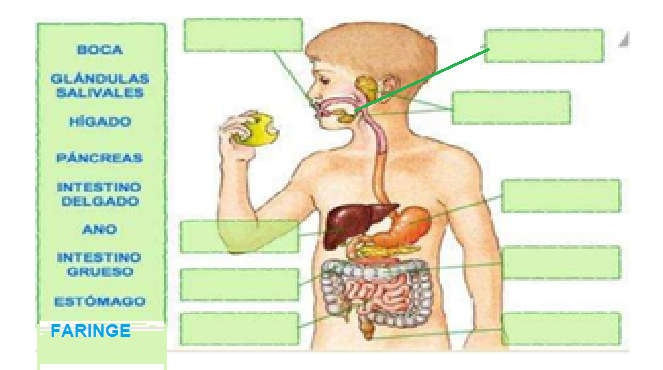 BOCA
GLÁNDULAS
SALIVALES
HÍGADO
PÁNCREAS
INTESTINO
DELGADO
ANO
INTESTINO
GRUESO
ESTÓMAGO
FARINGE